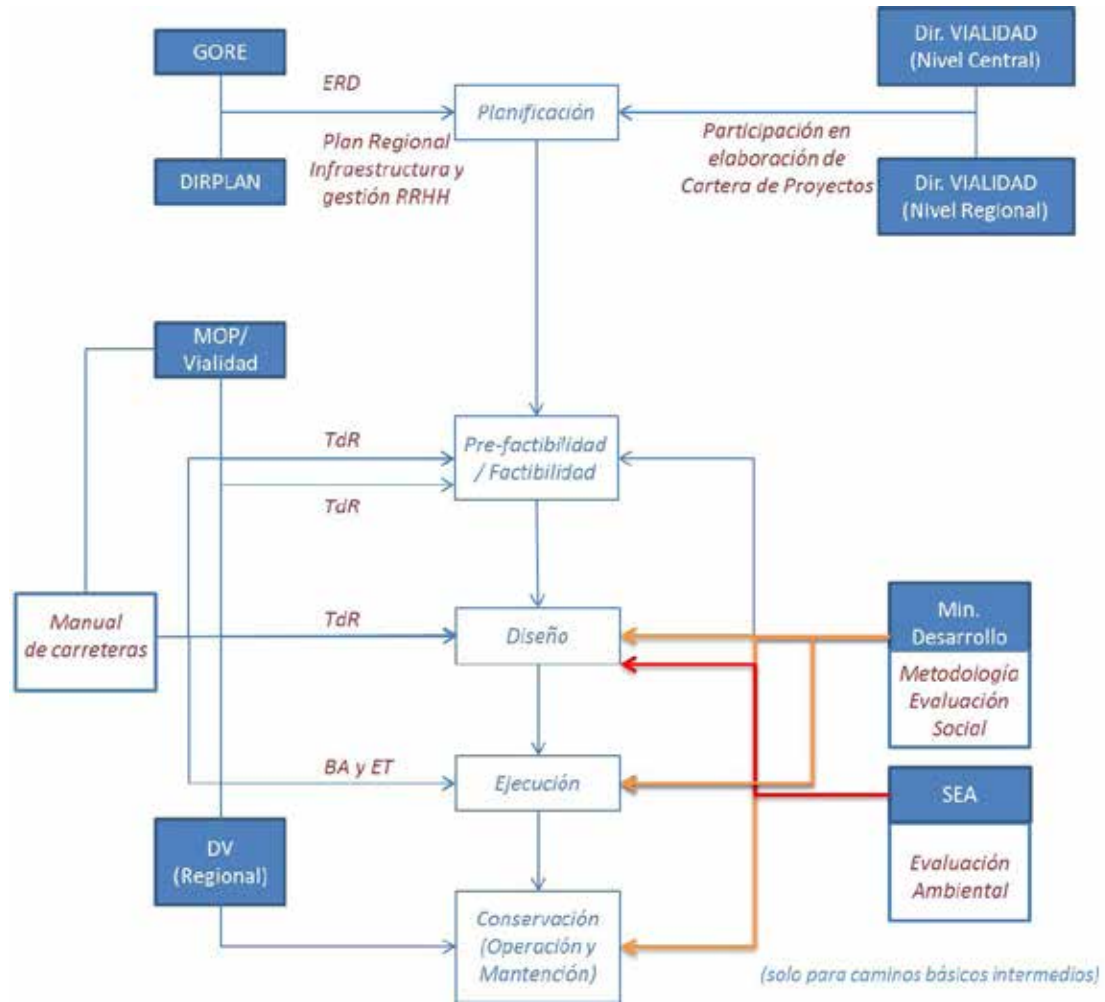 GORE
Dir. VIALIDAD
(Nivel Central)
ERD
Planificación
Plan Regional
Infraestructura y
gestión RRHH
Participación en
elaboración de
Cartera de Proyectos
DIRPLAN
Dir. VIALIDAD
(Nivel Regional)
MOP/
Vialidad
TdR
Pre-factibilidad
/ Factibilidad
TdR
Manual
de carreteras
TdR
Diseño
Min.
Desarrollo
Metodología
Evaluación
Social
BA y ET
Ejecución
SEA
Evaluación
Ambiental
DV
(Regional)
Conservación
(Operación y
Mantención)
(solo para caminos básicos intermedios)